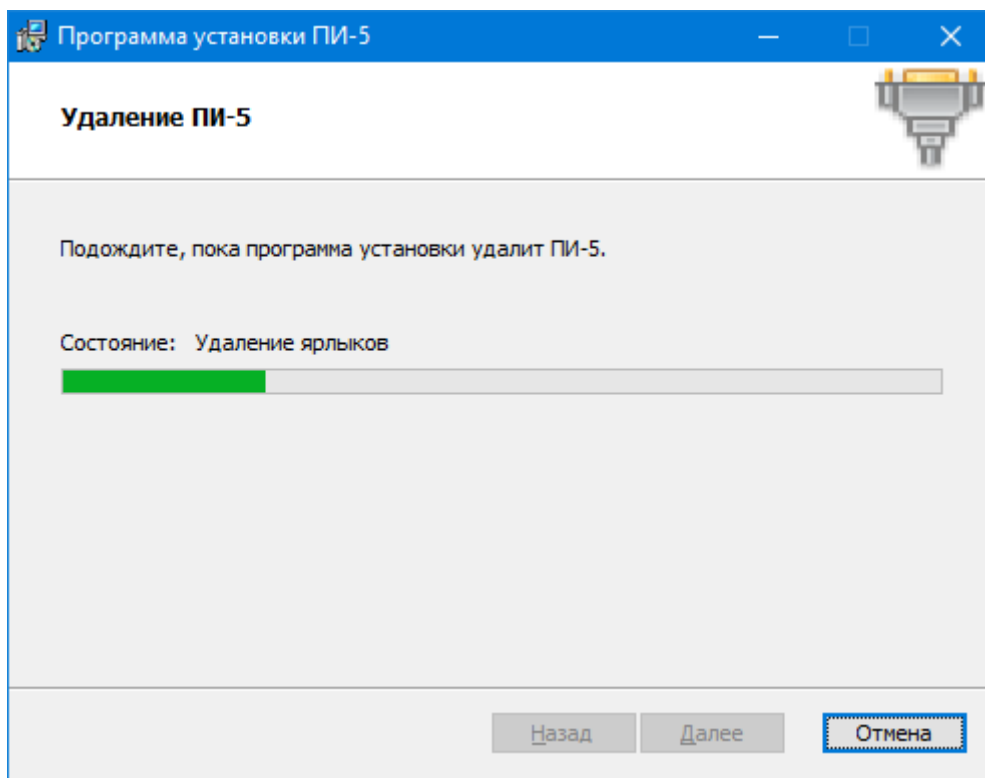 Программа установки ПИ-5
Удаление ПИ-5
Подождите, пока программа установки удалит ПИ-5.
Состояние: Удаление ярлыков
Назад Далее Отмена